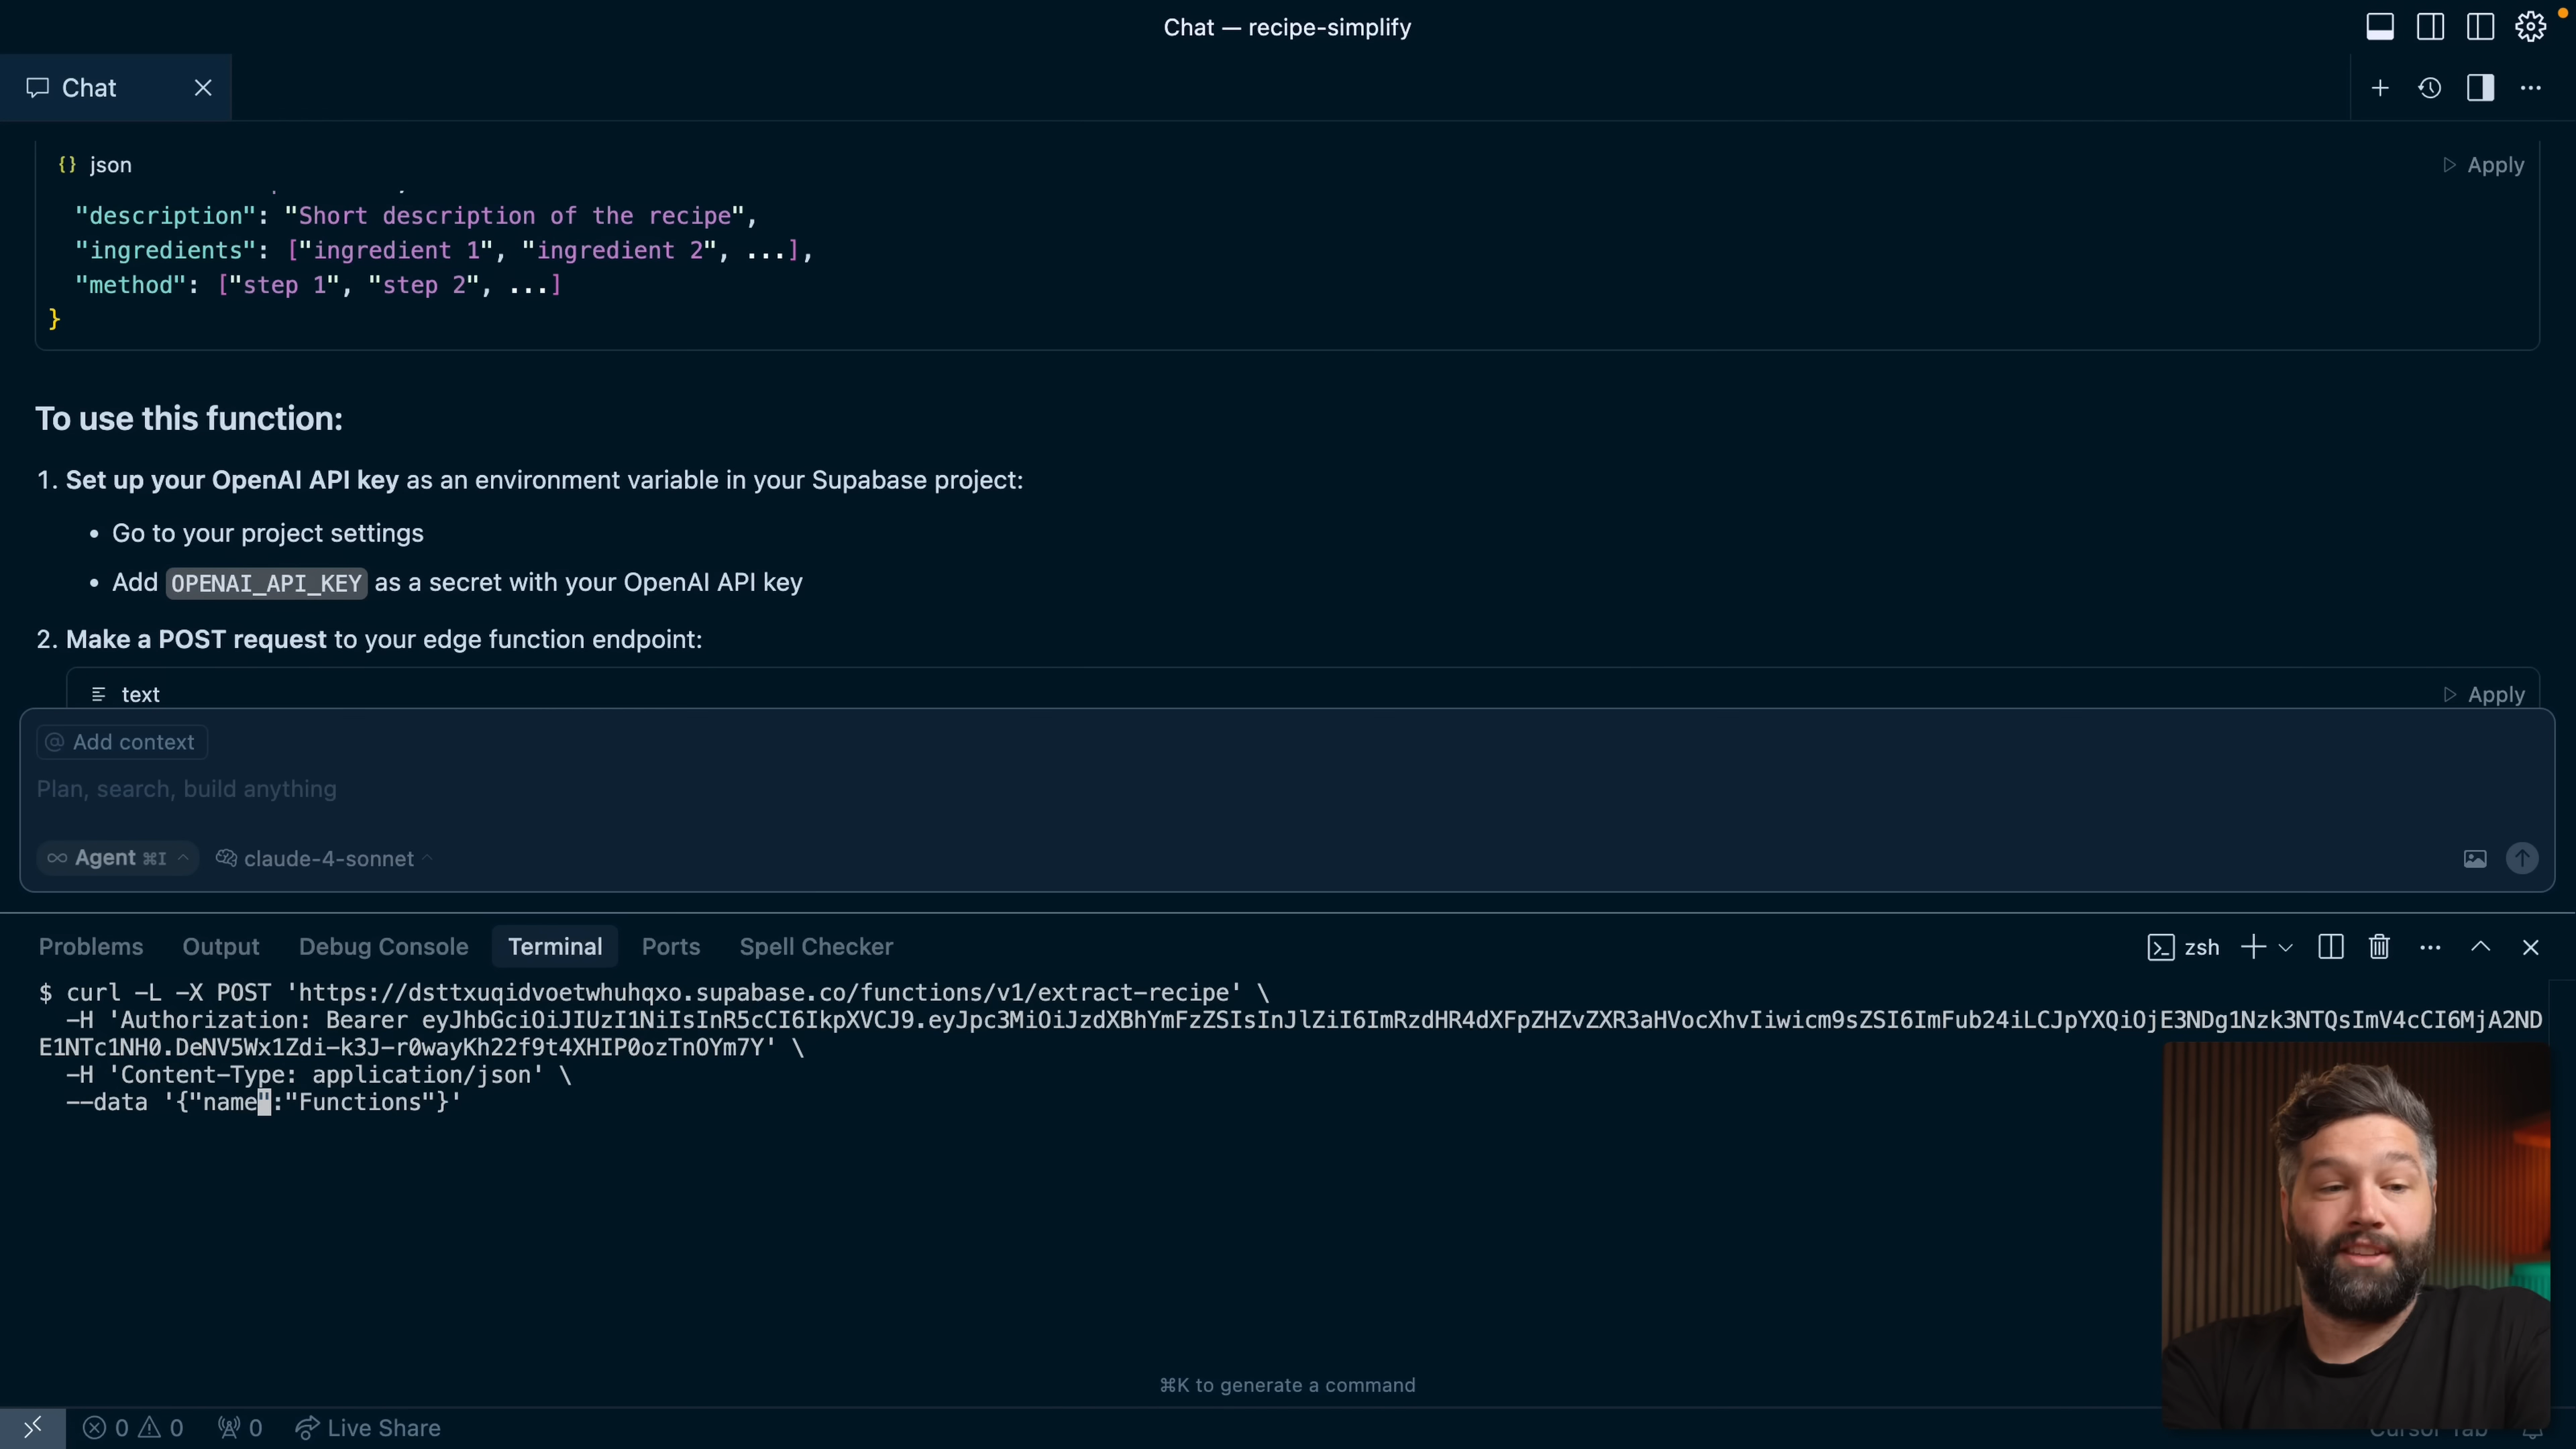 Chat — recipe-simplify
Chat
json
Apply
"description": "Short description of the recipe",
"ingredients": ["ingredient 1", "ingredient 2", ...],
"method": ["step 1", "step 2", ...]
}
To use this function:
1. Set up your OpenAI API key as an environment variable in your Supabase project:
• Go to your project settings
• Add OPENAI_API_KEY as a secret with your OpenAI API key
2. Make a POST request to your edge function endpoint:
text
Apply
@ Add context
Plan, search, build anything
∞ Agent ⌘I
claude-4-sonnet
Problems Output Debug Console Terminal Ports Spell Checker
zsh
$ curl -L -X POST 'https://dsttxuqidvoetwhuhqxo.supabase.co/functions/v1/extract-recipe' \
-H 'Authorization: Bearer eyJhbGciOiJIUzI1NiIsInR5cCI6IkpXVCJ9.eyJpc3MiOiJzdXBhYmFzZSIsInJlZiI6ImRzdHR4dXFpZHZvZXR3aHVocXhvIiwicm9sZSI6ImFub24iLCJpYXQiOjE3NDg1Nzk3NTQsImV4cCI6MjA2ND
E1NTc1NH0.DeNV5Wx1Zdi-k3J-r0wayKh22f9t4XHIP0ozTnOYm7Y' \
-H 'Content-Type: application/json' \
--data '{"name":"Functions"}'
⌘K to generate a command
0 0 0 Live Share
Cursor Tab